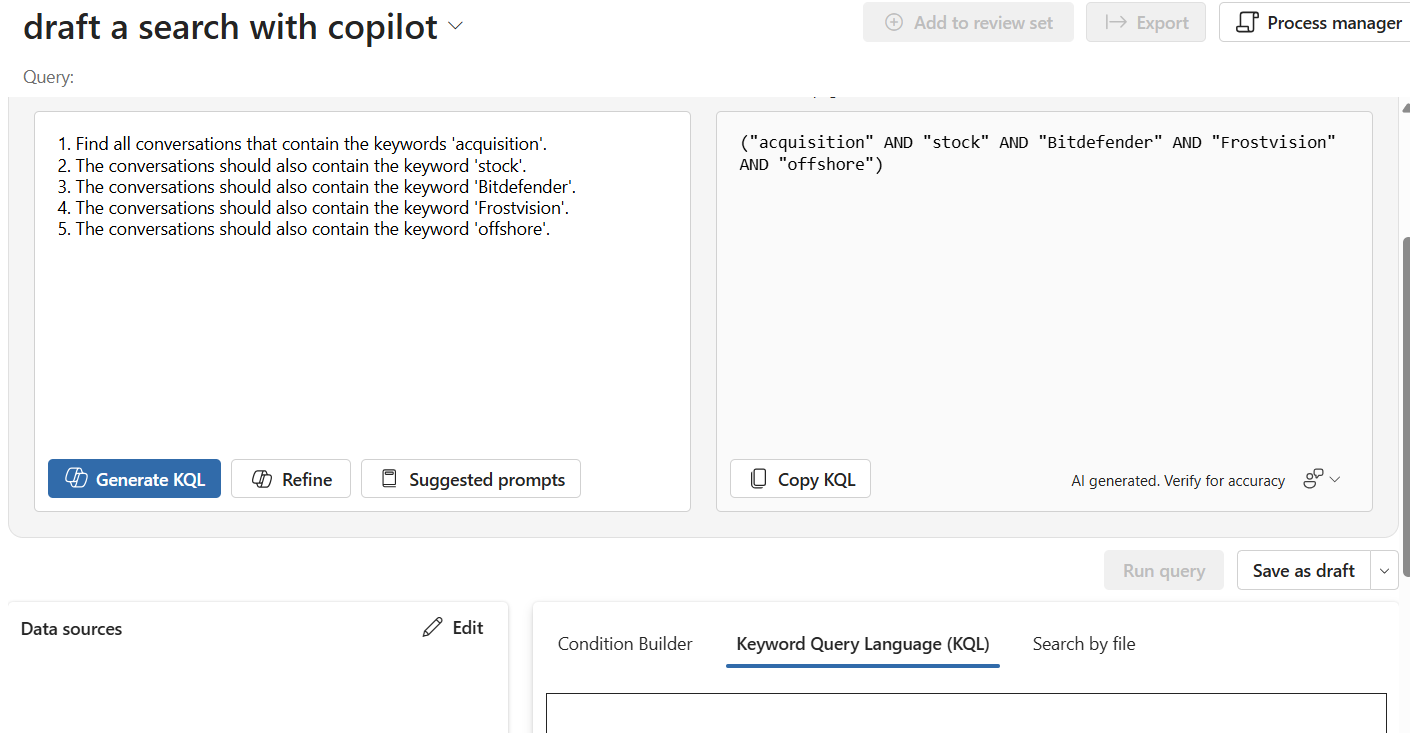 draft a search with copilot
Add to review set
Export
Process manager
Query:
1. Find all conversations that contain the keywords 'acquisition'.
2. The conversations should also contain the keyword 'stock'.
3. The conversations should also contain the keyword 'Bitdefender'.
4. The conversations should also contain the keyword 'Frostvision'.
5. The conversations should also contain the keyword 'offshore'.
("acquisition" AND "stock" AND "Bitdefender" AND "Frostvision"
AND "offshore")
Generate KQL
Refine
Suggested prompts
Copy KQL
AI generated. Verify for accuracy
Run query
Save as draft
Data sources
Edit
Condition Builder
Keyword Query Language (KQL)
Search by file